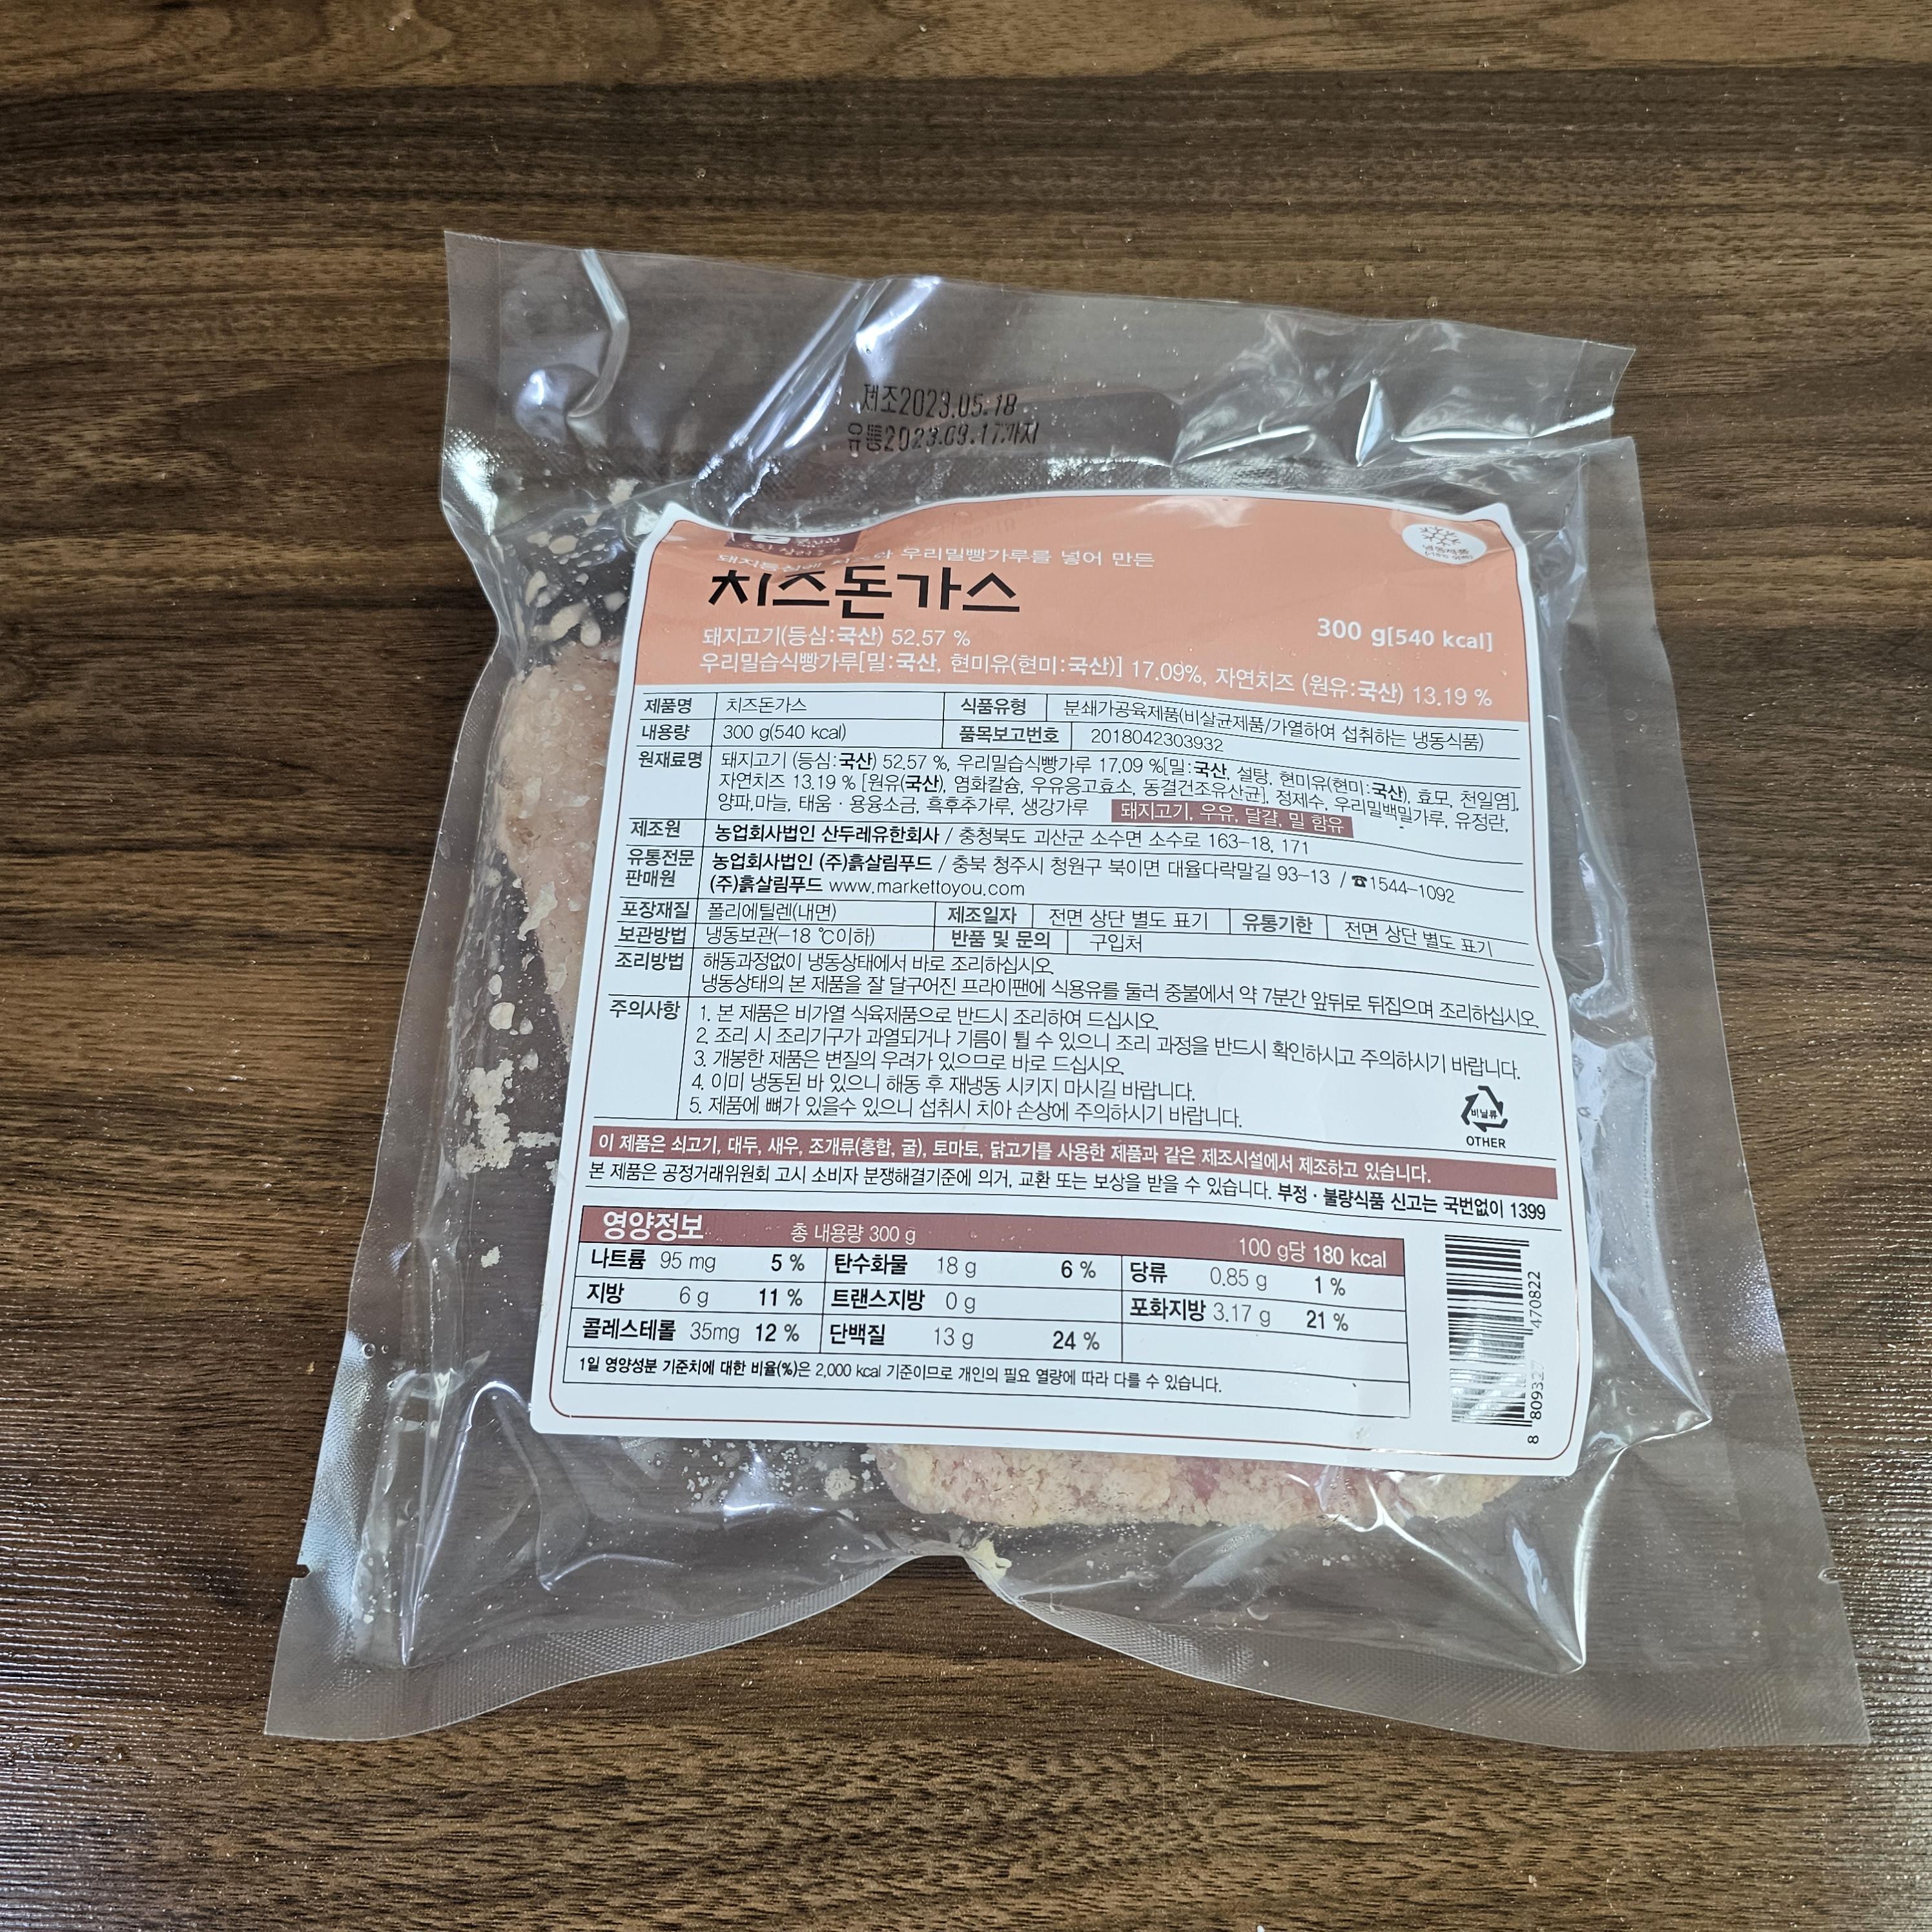 제조2023.05.18
유통2023.09.17까지
우리밀빵가루를 넣어 만든
치즈돈가스
냉동제품
300 g[540 kcal]
돼지고기(등심:국산) 52.57 %
우리밀습식빵가루[밀:국산, 현미유(현미:국산)] 17.09%, 자연치즈 (원유:국산) 13.19 %
제품명 치즈돈가스 식품유형 분쇄가공육제품(비살균제품/가열하여 섭취하는 냉동식품)
내용량 300 g(540 kcal) 품목보고번호 2018042303932
원재료명 돼지고기 (등심:국산) 52.57 %, 우리밀습식빵가루 17.09 %[밀:국산, 설탕, 현미유(현미:국산), 효모, 천일염],
자연치즈 13.19 % [원유(국산), 염화칼슘, 우유응고효소, 동결건조유산균], 정제수, 우리밀백밀가루, 유정란,
양파,마늘, 태움 · 용융소금, 흑후추가루, 생강가루 돼지고기, 우유, 달걀, 밀 함유
제조원 농업회사법인 산두레유한회사 / 충청북도 괴산군 소수면 소수로 163-18, 171
유통전문 판매원 농업회사법인 (주)흙살림푸드 / 충북 청주시 청원구 북이면 대율다락말길 93-13 / ☎1544-1092
(주)흙살림푸드 www.markettoyou.com
포장재질 폴리에틸렌(내면) 제조일자 전면 상단 별도 표기 유통기한 전면 상단 별도 표기
보관방법 냉동보관(-18 ℃이하) 반품 및 문의 구입처
조리방법 해동과정없이 냉동상태에서 바로 조리하십시오.
냉동상태의 본 제품을 잘 달구어진 프라이팬에 식용유를 둘러 중불에서 약 7분간 앞뒤로 뒤집으며 조리하십시오.
주의사항 1. 본 제품은 비가열 식육제품으로 반드시 조리하여 드십시오.
2. 조리 시 조리기구가 과열되거나 기름이 튈 수 있으니 조리 과정을 반드시 확인하시고 주의하시기 바랍니다.
3. 개봉한 제품은 변질의 우려가 있으므로 바로 드십시오.
4. 이미 냉동된 바 있으니 해동 후 재냉동 시키지 마시길 바랍니다.
5. 제품에 뼈가 있을수 있으니 섭취시 치아 손상에 주의하시기 바랍니다.
비닐류
OTHER
이 제품은 쇠고기, 대두, 새우, 조개류(홍합, 굴), 토마토, 닭고기를 사용한 제품과 같은 제조시설에서 제조하고 있습니다.
본 제품은 공정거래위원회 고시 소비자 분쟁해결기준에 의거, 교환 또는 보상을 받을 수 있습니다. 부정 · 불량식품 신고는 국번없이 1399
영양정보 총 내용량 300 g 100 g당 180 kcal
나트륨 95 mg 5 % 탄수화물 18 g 6 % 당류 0.85 g 1 %
지방 6 g 11 % 트랜스지방 0 g 포화지방 3.17 g 21 %
콜레스테롤 35mg 12 % 단백질 13 g 24 %
1일 영양성분 기준치에 대한 비율(%)은 2,000 kcal 기준이므로 개인의 필요 열량에 따라 다를 수 있습니다.
470822